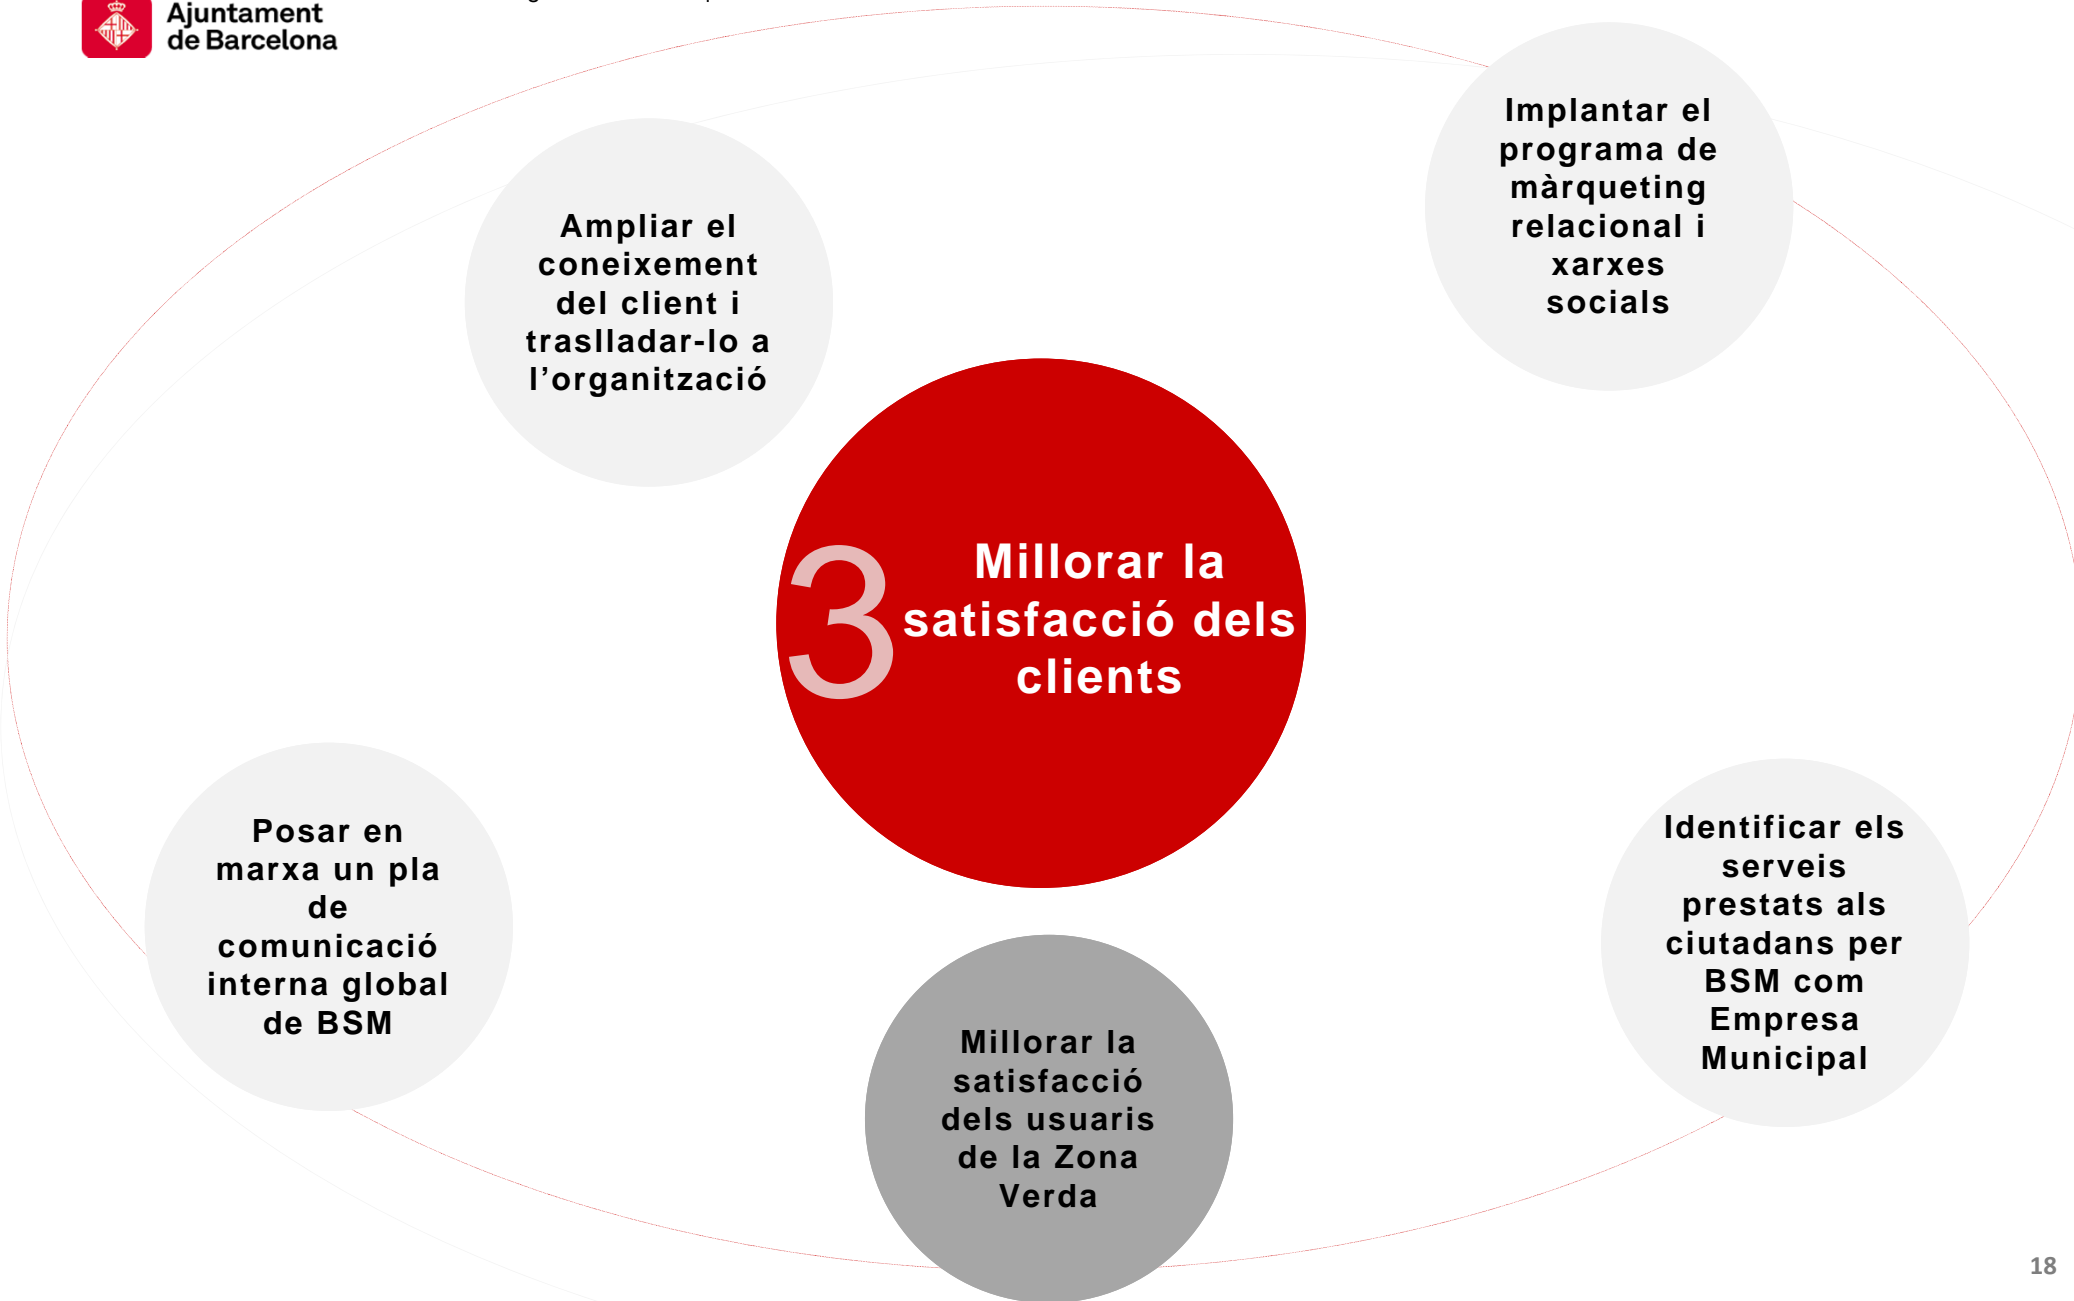 Ajuntament
de Barcelona
Implantar el
programa de
màrqueting
relacional i
xarxes
socials
Ampliar el
coneixement
del client i
traslladar-lo a
l’organització
3
Millorar la
satisfacció dels
clients
Posar en
marxa un pla
de
comunicació
interna global
de BSM
Identificar els
serveis
prestats als
ciutadans per
BSM com
Empresa
Municipal
Millorar la
satisfacció
dels usuaris
de la Zona
Verda
18